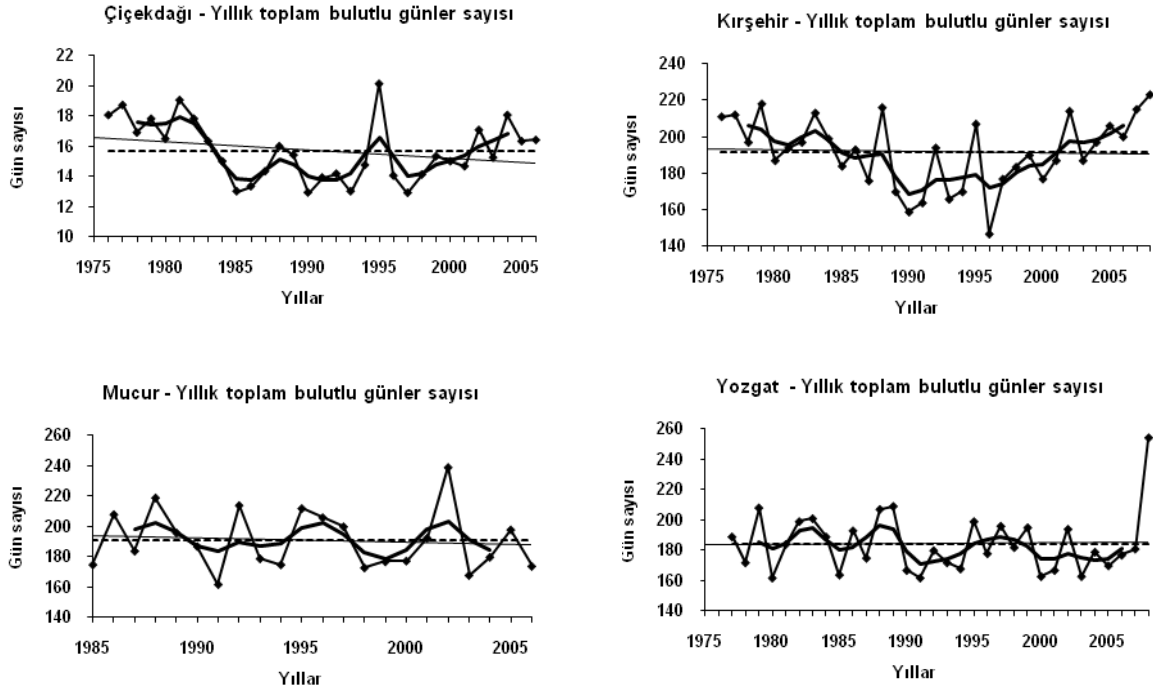 Çiçekdağı - Yıllık toplam bulutlu günler sayısı
Gün sayısı
22
20
18
16
14
12
10
1975 1980 1985 1990 1995 2000 2005
Yıllar
Kırşehir - Yıllık toplam bulutlu günler sayısı
Gün sayısı
240
220
200
180
160
140
1975 1980 1985 1990 1995 2000 2005
Yıllar
Mucur - Yıllık toplam bulutlu günler sayısı
Gün sayısı
260
240
220
200
180
160
140
1985 1990 1995 2000 2005
Yıllar
Yozgat - Yıllık toplam bulutlu günler sayısı
Gün sayısı
260
240
220
200
180
160
140
1975 1980 1985 1990 1995 2000 2005
Yıllar